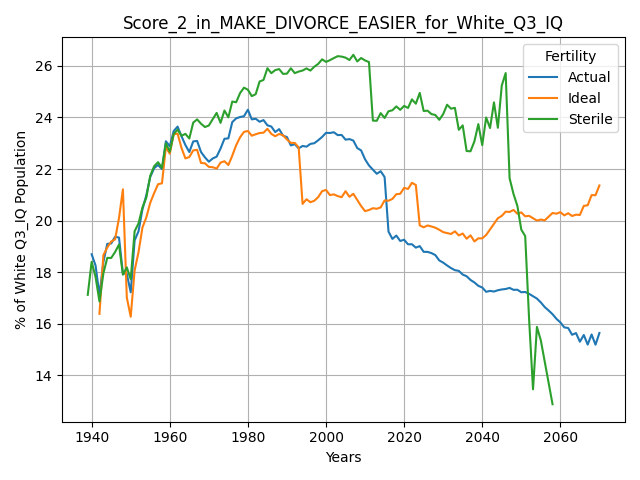 Score_2_in_MAKE_DIVORCE_EASIER_for_White_Q3_IQ
Fertility
Actual
Ideal
Sterile
% of White Q3_IQ Population
26
24
22
20
18
16
14
1940
1960
1980
2000
2020
2040
2060
Years